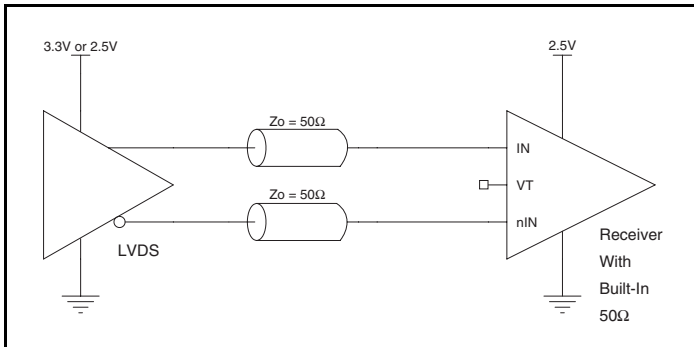 3.3V or 2.5V
2.5V
Zo = 50Ω
IN
VT
Zo = 50Ω
nIN
LVDS
Receiver
With
Built-In
50Ω